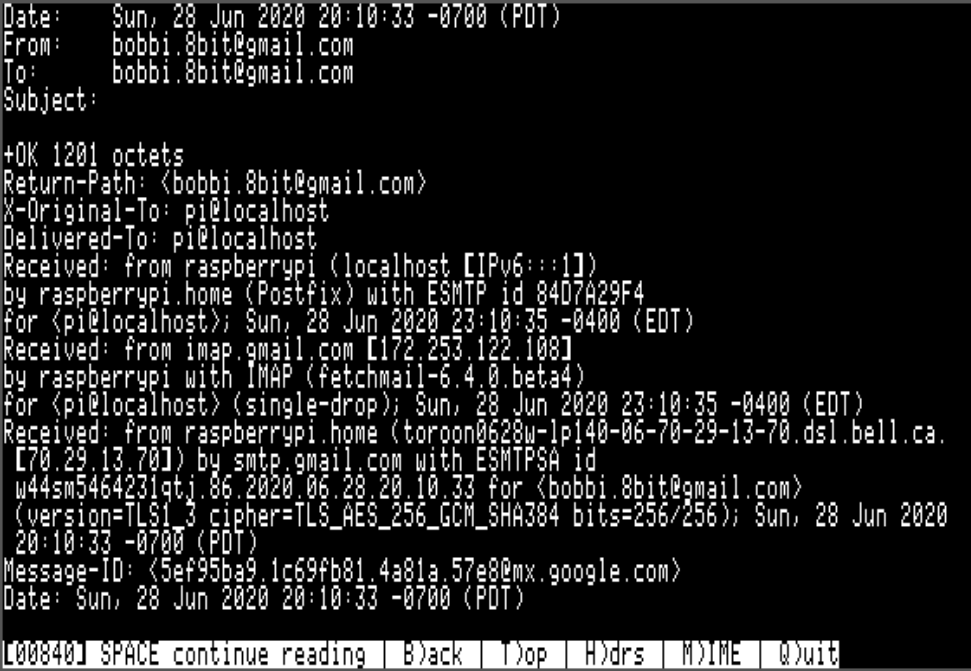 Date:    Sun, 28 Jun 2020 20:10:33 -0700 (PDT)
From:    bobbi.8bit@gmail.com
To:      bobbi.8bit@gmail.com
Subject:
+OK 1201 octets
Return-Path: <bobbi.8bit@gmail.com>
X-Original-To: pi@localhost
Delivered-To: pi@localhost
Received: from raspberrypi (localhost [IPv6:::1])
by raspberrypi.home (Postfix) with ESMTP id 84D7A29F4
for <pi@localhost>; Sun, 28 Jun 2020 23:10:35 -0400 (EDT)
Received: from imap.gmail.com [172.253.122.108]
by raspberrypi with IMAP (fetchmail-6.4.0.beta4)
for <pi@localhost> (single-drop); Sun, 28 Jun 2020 23:10:35 -0400 (EDT)
Received: from raspberrypi.home (toroon0628w-lp140-06-70-29-13-70.dsl.bell.ca.
[70.29.13.70]) by smtp.gmail.com with ESMTPSA id
w44sm5464231qtj.86.2020.06.28.20.10.33 for <bobbi.8bit@gmail.com>
(version=TLS1_3 cipher=TLS_AES_256_GCM_SHA384 bits=256/256); Sun, 28 Jun 2020
20:10:33 -0700 (PDT)
Message-ID: <5ef95ba9.1c69fb81.4a81a.57e8@mx.google.com>
Date: Sun, 28 Jun 2020 20:10:33 -0700 (PDT)
[00840] SPACE continue reading | B)ack | T)op | H)drs | M)IME | Q)uit